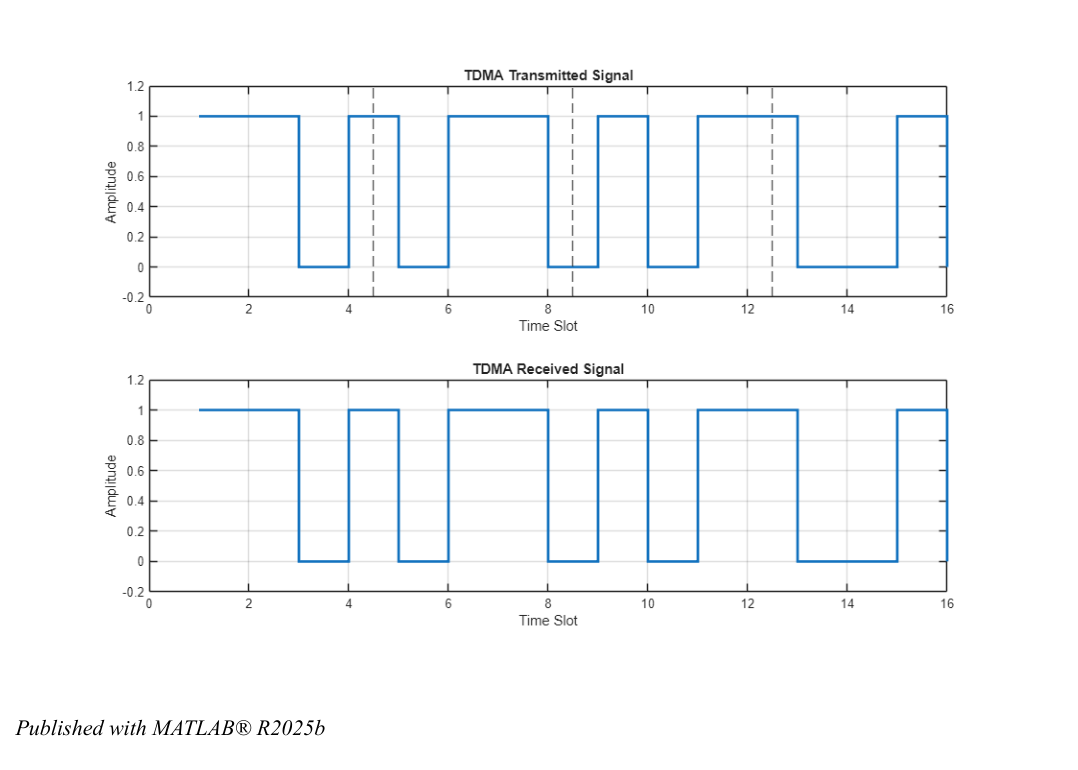 TDMA Transmitted Signal
1.2
1
0.8
0.6
0.4
0.2
0
-0.2
Amplitude
0 2 4 6 8 10 12 14 16
Time Slot
TDMA Received Signal
1.2
1
0.8
0.6
0.4
0.2
0
-0.2
Amplitude
0 2 4 6 8 10 12 14 16
Time Slot
Published with MATLAB® R2025b